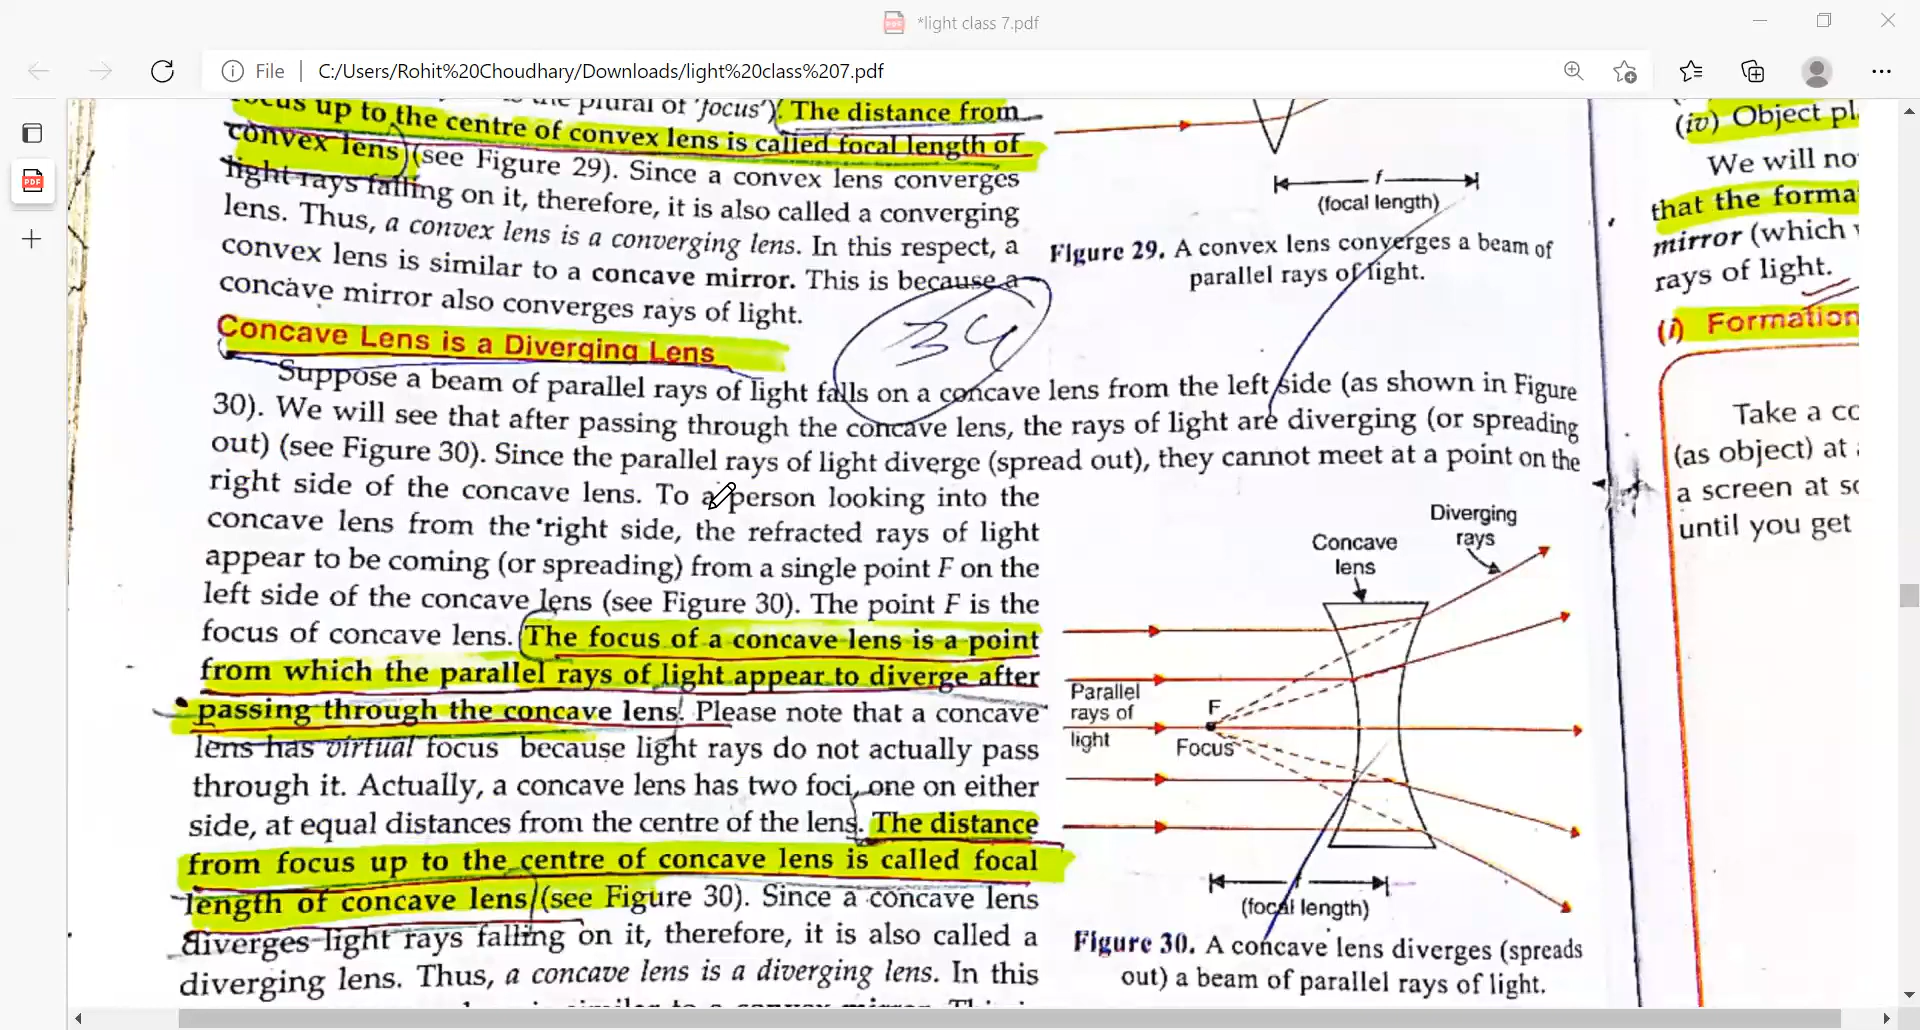 *light class 7.pdf
File | C:/Users/Rohit%20Choudhary/Downloads/light%20class%207.pdf
the plural of 'focus'). The distance from
focus up to the centre of convex lens is called focal length of
convex lens (see Figure 29). Since a convex lens converges
light rays falling on it, therefore, it is also called a converging
lens. Thus, a convex lens is a converging lens. In this respect, a
convex lens is similar to a concave mirror. This is because a
concave mirror also converges rays of light.
f
(focal length)
Figure 29. A convex lens converges a beam of
parallel rays of light.
34
Concave Lens is a Diverging Lens
Suppose a beam of parallel rays of light falls on a concave lens from the left side (as shown in Figure
30). We will see that after passing through the concave lens, the rays of light are diverging (or spreading
out) (see Figure 30). Since the parallel rays of light diverge (spread out), they cannot meet at a point on the
right side of the concave lens. To a person looking into the
concave lens from the right side, the refracted rays of light
appear to be coming (or spreading) from a single point F on the
left side of the concave lens (see Figure 30). The point F is the
focus of concave lens. The focus of a concave lens is a point
from which the parallel rays of light appear to diverge after
passing through the concave lens. Please note that a concave
lens has virtual focus because light rays do not actually pass
through it. Actually, a concave lens has two foci, one on either
side, at equal distances from the centre of the lens. The distance
from focus up to the centre of concave lens is called focal
length of concave lens (see Figure 30). Since a concave lens
diverges light rays falling on it, therefore, it is also called a
diverging lens. Thus, a concave lens is a diverging lens. In this
Diverging
rays
Concave
lens
Parallel
rays of
light
F
Focus
f
(focal length)
Figure 30. A concave lens diverges (spreads
out) a beam of parallel rays of light.
(iv) Object pl
We will no
that the forma
mirror (which
rays of light.
(i) Formation
Take a co
(as object) at
a screen at so
until you get